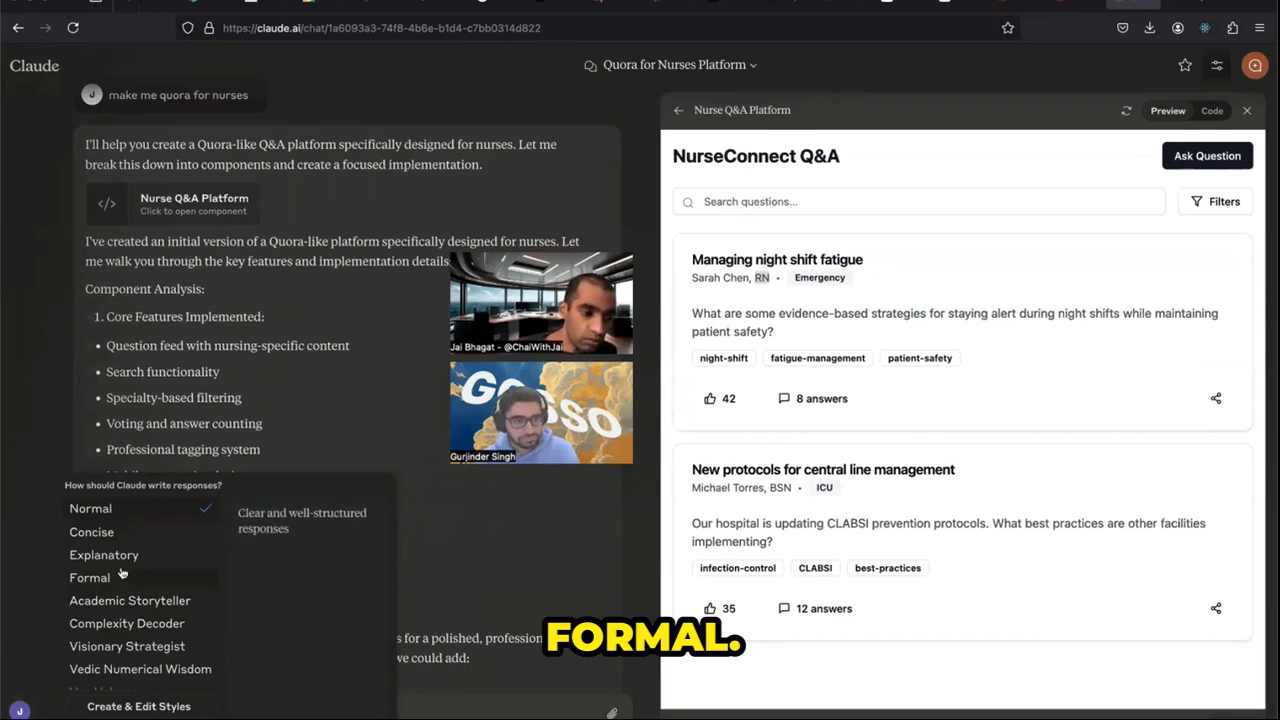 https://claude.ai/chat/1a6093a3-74f8-4b6e-b1d4-c7bb0314d822
Claude
Quora for Nurses Platform
J make me quora for nurses
I'll help you create a Quora-like Q&A platform specifically designed for nurses. Let me
break this down into components and create a focused implementation.
</> Nurse Q&A Platform
Click to open component
I've created an initial version of a Quora-like platform specifically designed for nurses. Let
me walk you through the key features and implementation details
Component Analysis:
1. Core Features Implemented:
• Question feed with nursing-specific content
• Search functionality
• Specialty-based filtering
• Voting and answer counting
• Professional tagging system
How should Claude write responses?
Normal
Clear and well-structured
responses
Concise
Explanatory
Formal
Academic Storyteller
Complexity Decoder
Visionary Strategist
Vedic Numerical Wisdom
Create & Edit Styles
s for a polished, profession
we could add:
J
Jai Bhagat - @ChaiWithJai
GO
SSO
Gurjinder Singh
FORMAL.
Nurse Q&A Platform
Preview Code
NurseConnect Q&A
Ask Question
Search questions...
Filters
Managing night shift fatigue
Sarah Chen, RN • Emergency
What are some evidence-based strategies for staying alert during night shifts while maintaining
patient safety?
night-shift fatigue-management patient-safety
42 8 answers
New protocols for central line management
Michael Torres, BSN • ICU
Our hospital is updating CLABSI prevention protocols. What best practices are other facilities
implementing?
infection-control CLABSI best-practices
35 12 answers